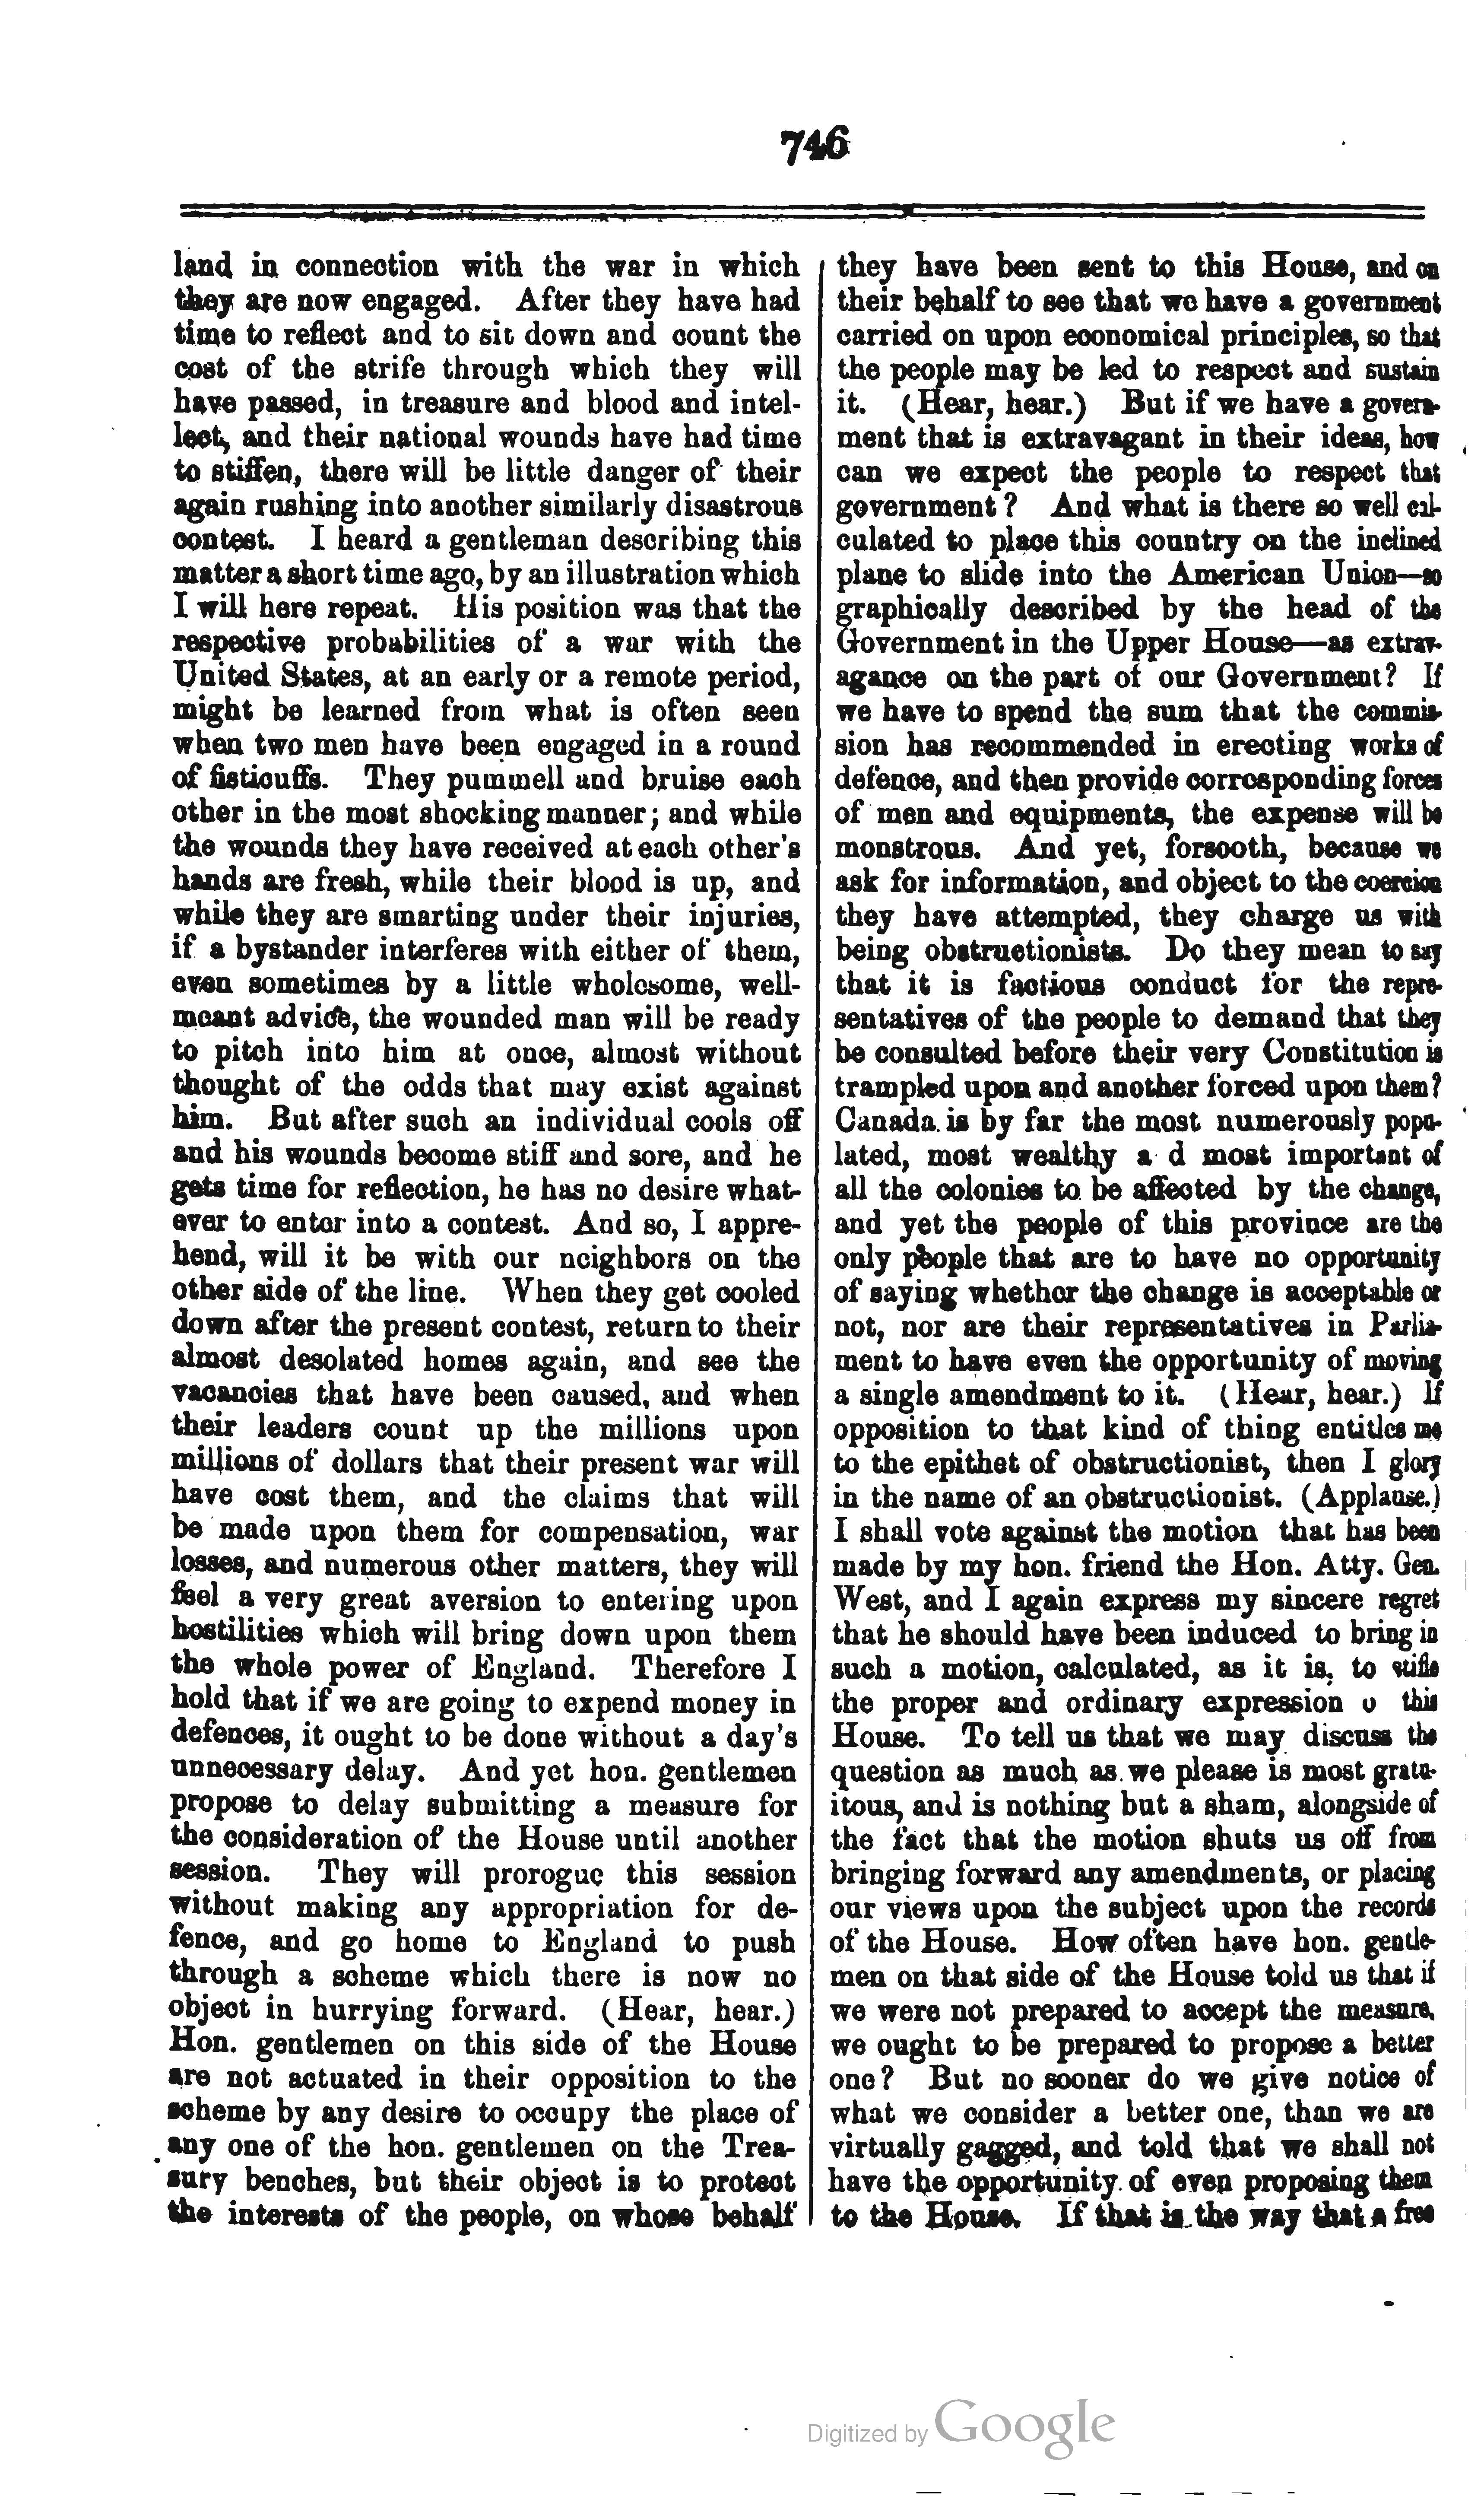 746
land in connection with the war in which
they are now engaged. After they have had
time to reflect and to sit down and count the
cost of the strife through which they will
have passed, in treasure and blood and intel-
lect, and their national wounds have had time
to stiffen, there will be little danger of their
again rushing into another similarly disastrous
contest. I heard a gentleman describing this
matter a short time ago, by an illustration which
I will here repeat. His position was that the
respective probabilities of a war with the
United States, at an early or a remote period,
might be learned from what is often seen
when two men have been engaged in a round
of fisticuffs. They pummell and bruise each
other in the most shocking manner; and while
the wounds they have received at each other's
hands are fresh, while their blood is up, and
while they are smarting under their injuries,
if a bystander interferes with either of them,
even sometimes by a little wholesome, well-
meant advice, the wounded man will be ready
to pitch into him at once, almost without
thought of the odds that may exist against
him. But after such an individual cools off
and his wounds become stiff and sore, and he
gets time for reflection, he has no desire what-
ever to enter into a contest. And so, I appre-
hend, will it be with our neighbors on the
other side of the line. When they get cooled
down after the present contest, return to their
almost desolated homes again, and see the
vacancies that have been caused, and when
their leaders count up the millions upon
millions of dollars that their present war will
have cost them, and the claims that will
be made upon them for compensation, war
losses, and numerous other matters, they will
feel a very great aversion to entering upon
hostilities which will bring down upon them
the whole power of England. Therefore I
hold that if we are going to expend money in
defences, it ought to be done without a day's
unnecessary delay. And yet hon. gentlemen
propose to delay submitting a measure for
the consideration of the House until another
session. They will prorogue this session
without making any appropriation for de-
fence, and go home to England to push
through a scheme which there is now no
object in hurrying forward. (Hear, hear.)
Hon. gentlemen on this side of the House
are not actuated in their opposition to the
scheme by any desire to occupy the place of
any one of the hon. gentlemen on the Trea-
sury benches, but their object is to protect
the interests of the people, on whose behalf
they have been sent to this House, and on
their behalf to see that we have a government
carried on upon economical principles, so that
the people may be led to respect and sustain
it. (Hear, hear.) But if we have a govern-
ment that is extravagant in their ideas, how
can we expect the people to respect that
government? And what is there so well cal-
culated to place this country on the inclined
plane to slide into the American Union—so
graphically described by the head of the
Government in the Upper House—as extrav-
agance on the part of our Government? If
we have to spend the sum that the commis-
sion has recommended in erecting works of
defence, and then provide corresponding forces
of men and equipments, the expense will be
monstrous. And yet, forsooth, because we
ask for information, and object to the coercion
they have attempted, they charge us with
being obstructionists. Do they mean to say
that it is factious conduct for the repre-
sentatives of the people to demand that they
be consulted before their very Constitution is
trampled upon and another forced upon them?
Canada is by far the most numerously popu-
lated, most wealthy a d most important of
all the colonies to be affected by the change,
and yet the people of this province are the
only people that are to have no opportunity
of saying whether the change is acceptable or
not, nor are their representatives in Parlia-
ment to have even the opportunity of moving
a single amendment to it. (Hear, hear.) If
opposition to that kind of thing entitles me
to the epithet of obstructionist, then I glory
in the name of an obstructionist. (Applause.)
I shall vote against the motion that has been
made by my hon. friend the Hon. Atty. Gen.
West, and I again express my sincere regret
that he should have been induced to bring in
such a motion, calculated, as it is, to stifle
the proper and ordinary expression o this
House. To tell us that we may discuss the
question as much as we please is most gratu-
itous, and is nothing but a sham, alongside of
the fact that the motion shuts us off from
bringing forward any amendments, or placing
our views upon the subject upon the records
of the House. How often have hon. gentle-
men on that side of the House told us that if
we were not prepared to accept the measure,
we ought to be prepared to propose a better
one? But no sooner do we give notice of
what we consider a better one, than we are
virtually gagged, and told that we shall not
have the opportunity of even proposing them
to the House. If that is the way that a free
Digitized by Google